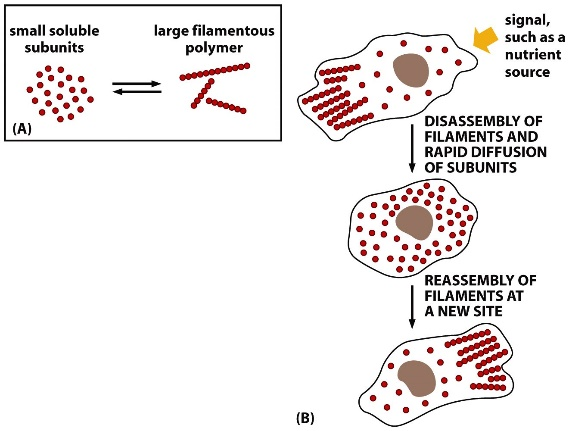 small soluble
subunits
large filamentous
polymer
(A)
signal,
such as a
nutrient
source
DISASSEMBLY OF
FILAMENTS AND
RAPID DIFFUSION
OF SUBUNITS
REASSEMBLY OF
FILAMENTS AT
A NEW SITE
(B)